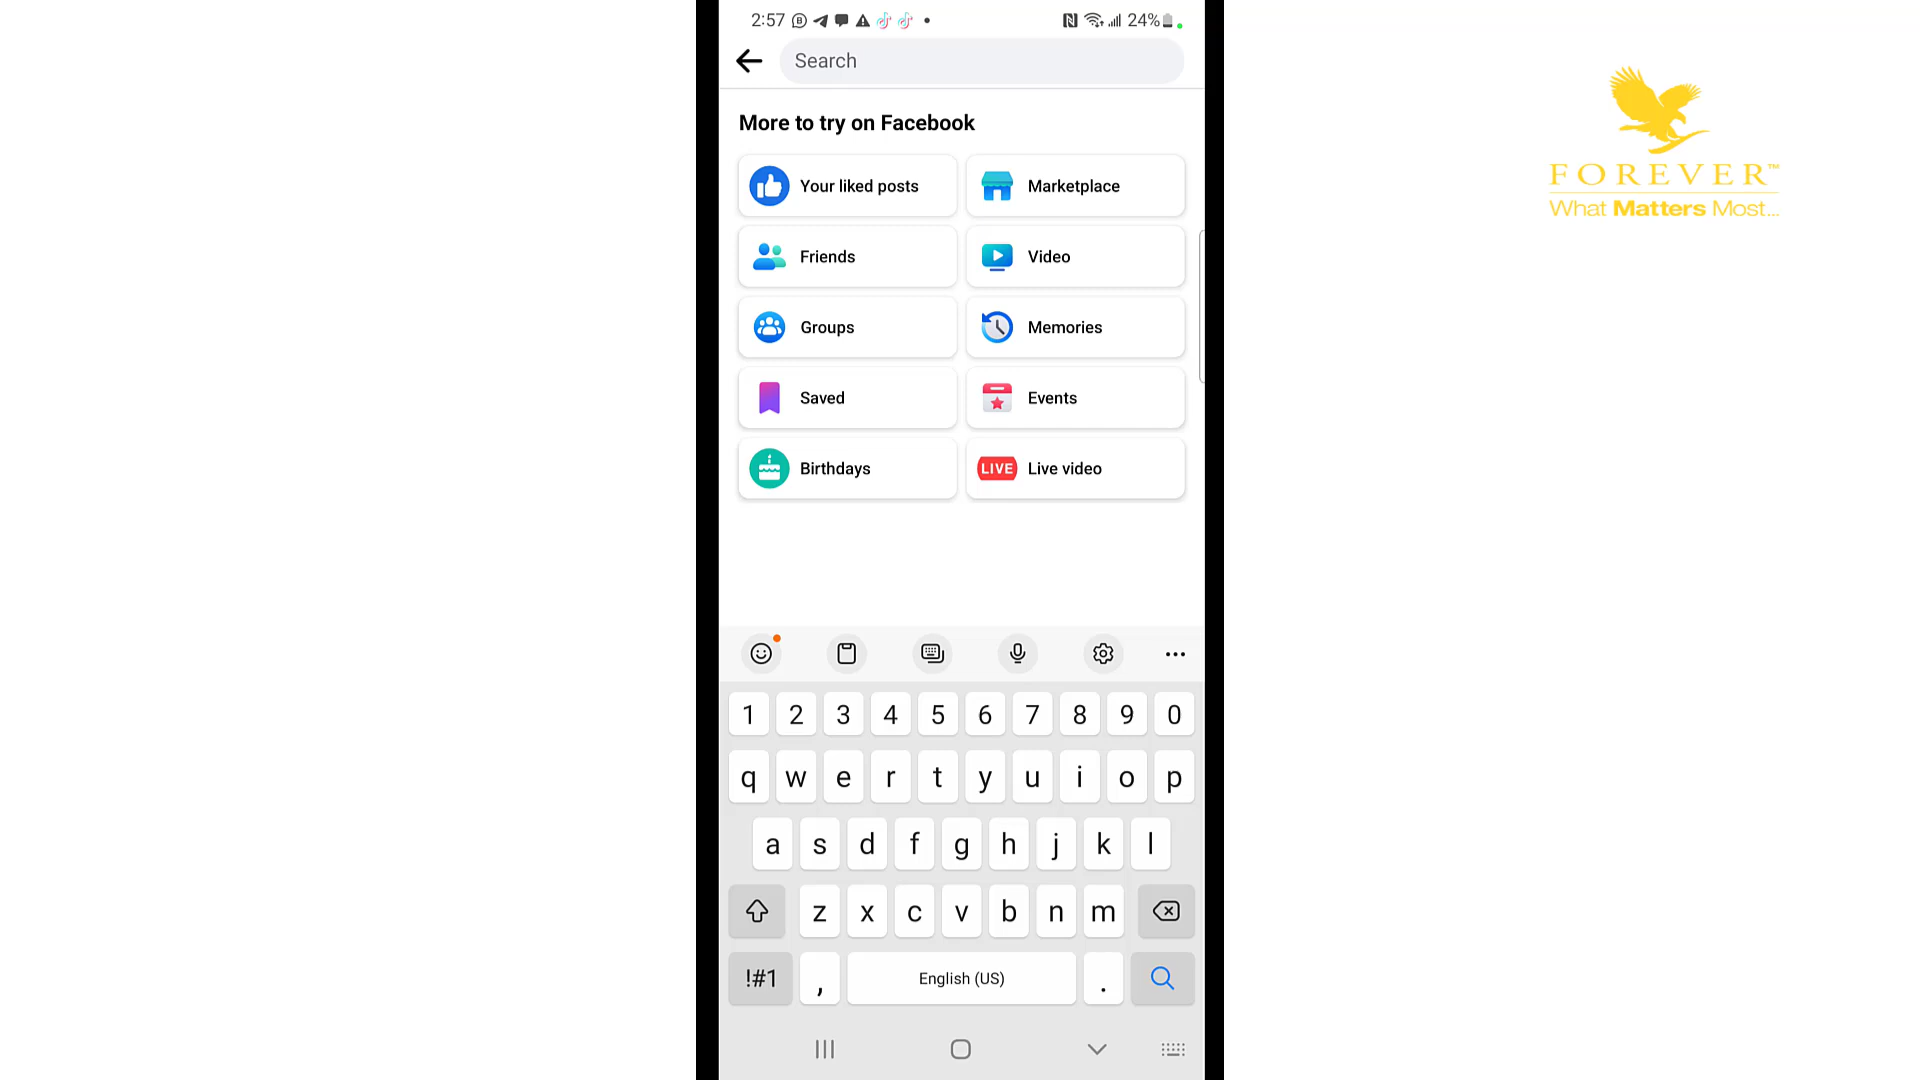 2:57 24%
Search
More to try on Facebook
Your liked posts Marketplace
Friends Video
Groups Memories
Saved Events
Birthdays LIVE Live video
1 2 3 4 5 6 7 8 9 0
q w e r t y u i o p
a s d f g h j k l
z x c v b n m
!#1 , English (US) .
FOREVER™
What Matters Most...